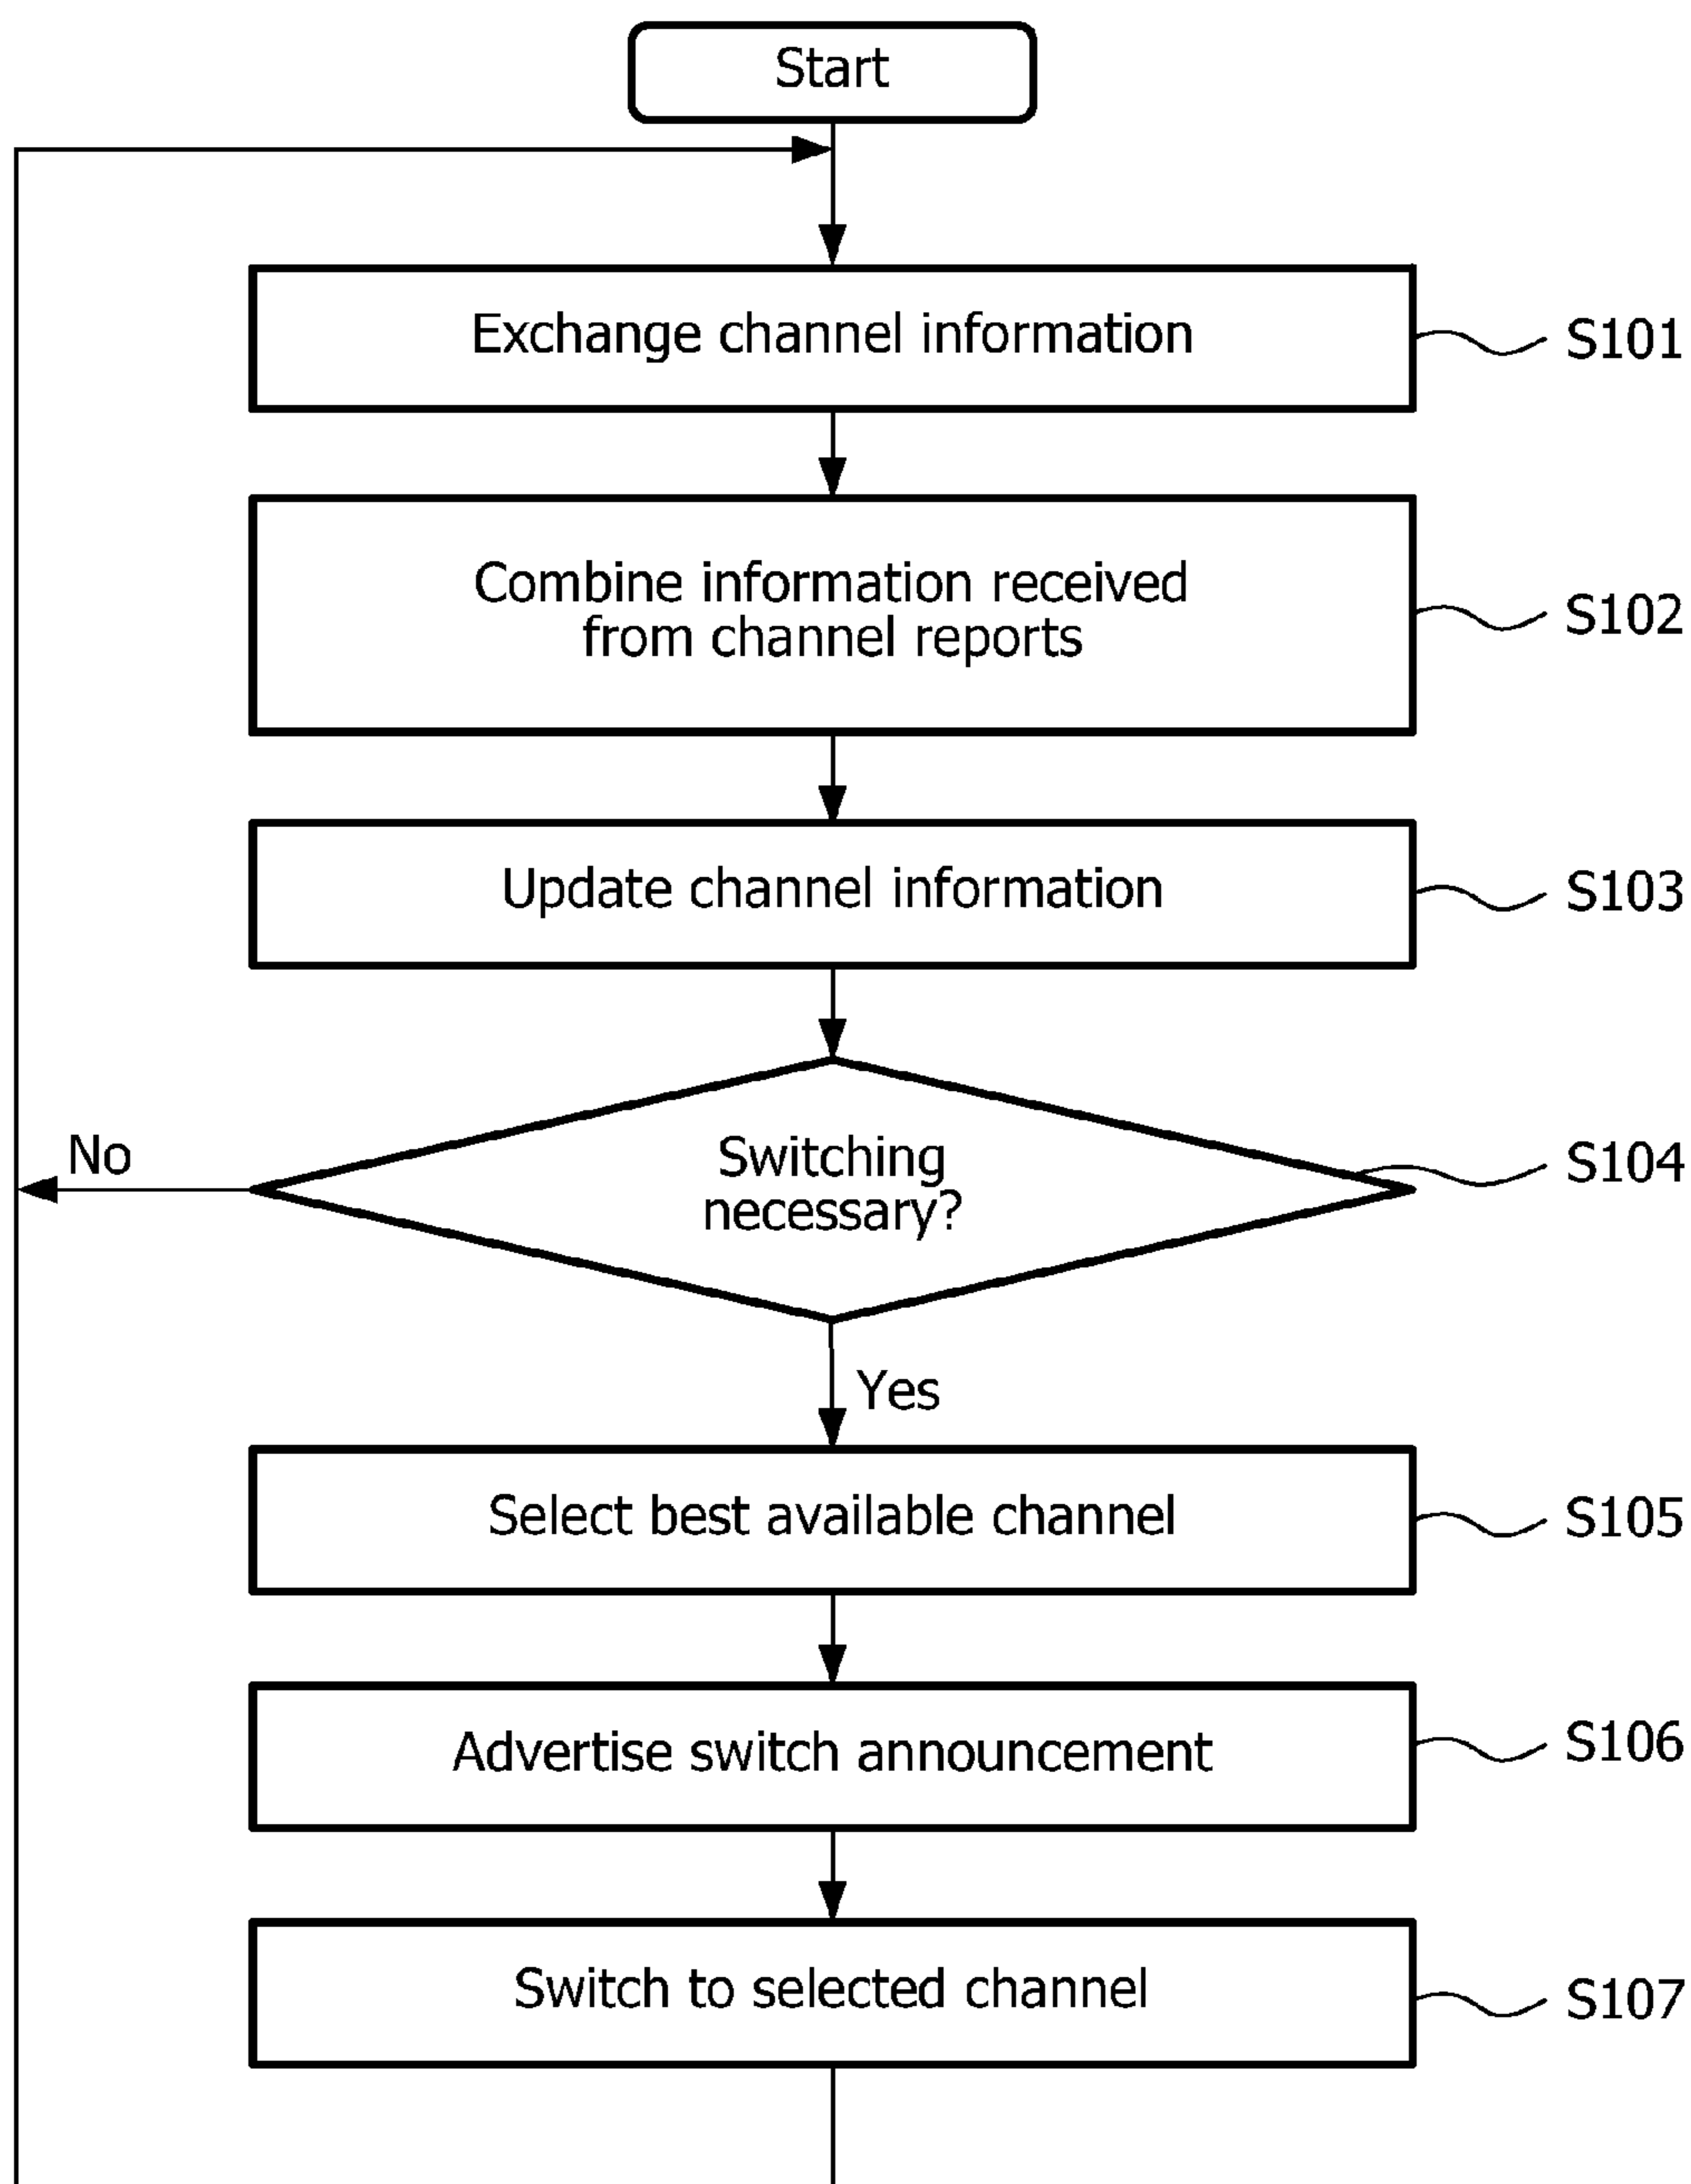 Start
Exchange channel information
S101
Combine information received
from channel reports
S102
Update channel information
S103
Switching
necessary?
S104
No
Yes
Select best available channel
S105
Advertise switch announcement
S106
Switch to selected channel
S107